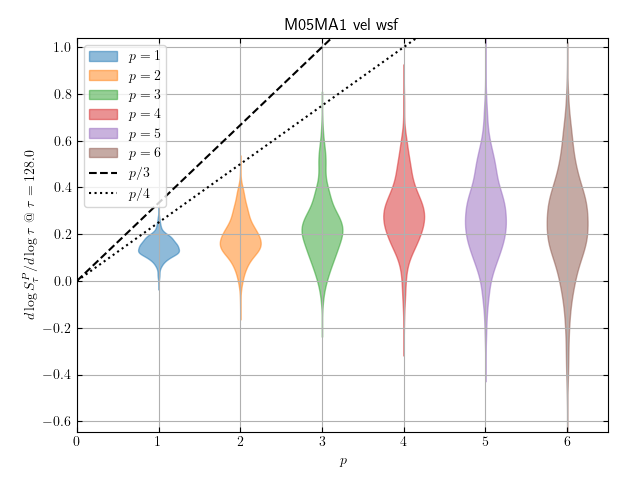 M05MA1 vel wsf
1.0
0.8
0.6
0.4
0.2
0.0
−0.2
−0.4
−0.6
d log S_τ^P / d log τ @ τ = 128.0
p = 1
p = 2
p = 3
p = 4
p = 5
p = 6
p/3
p/4
0 1 2 3 4 5 6
p